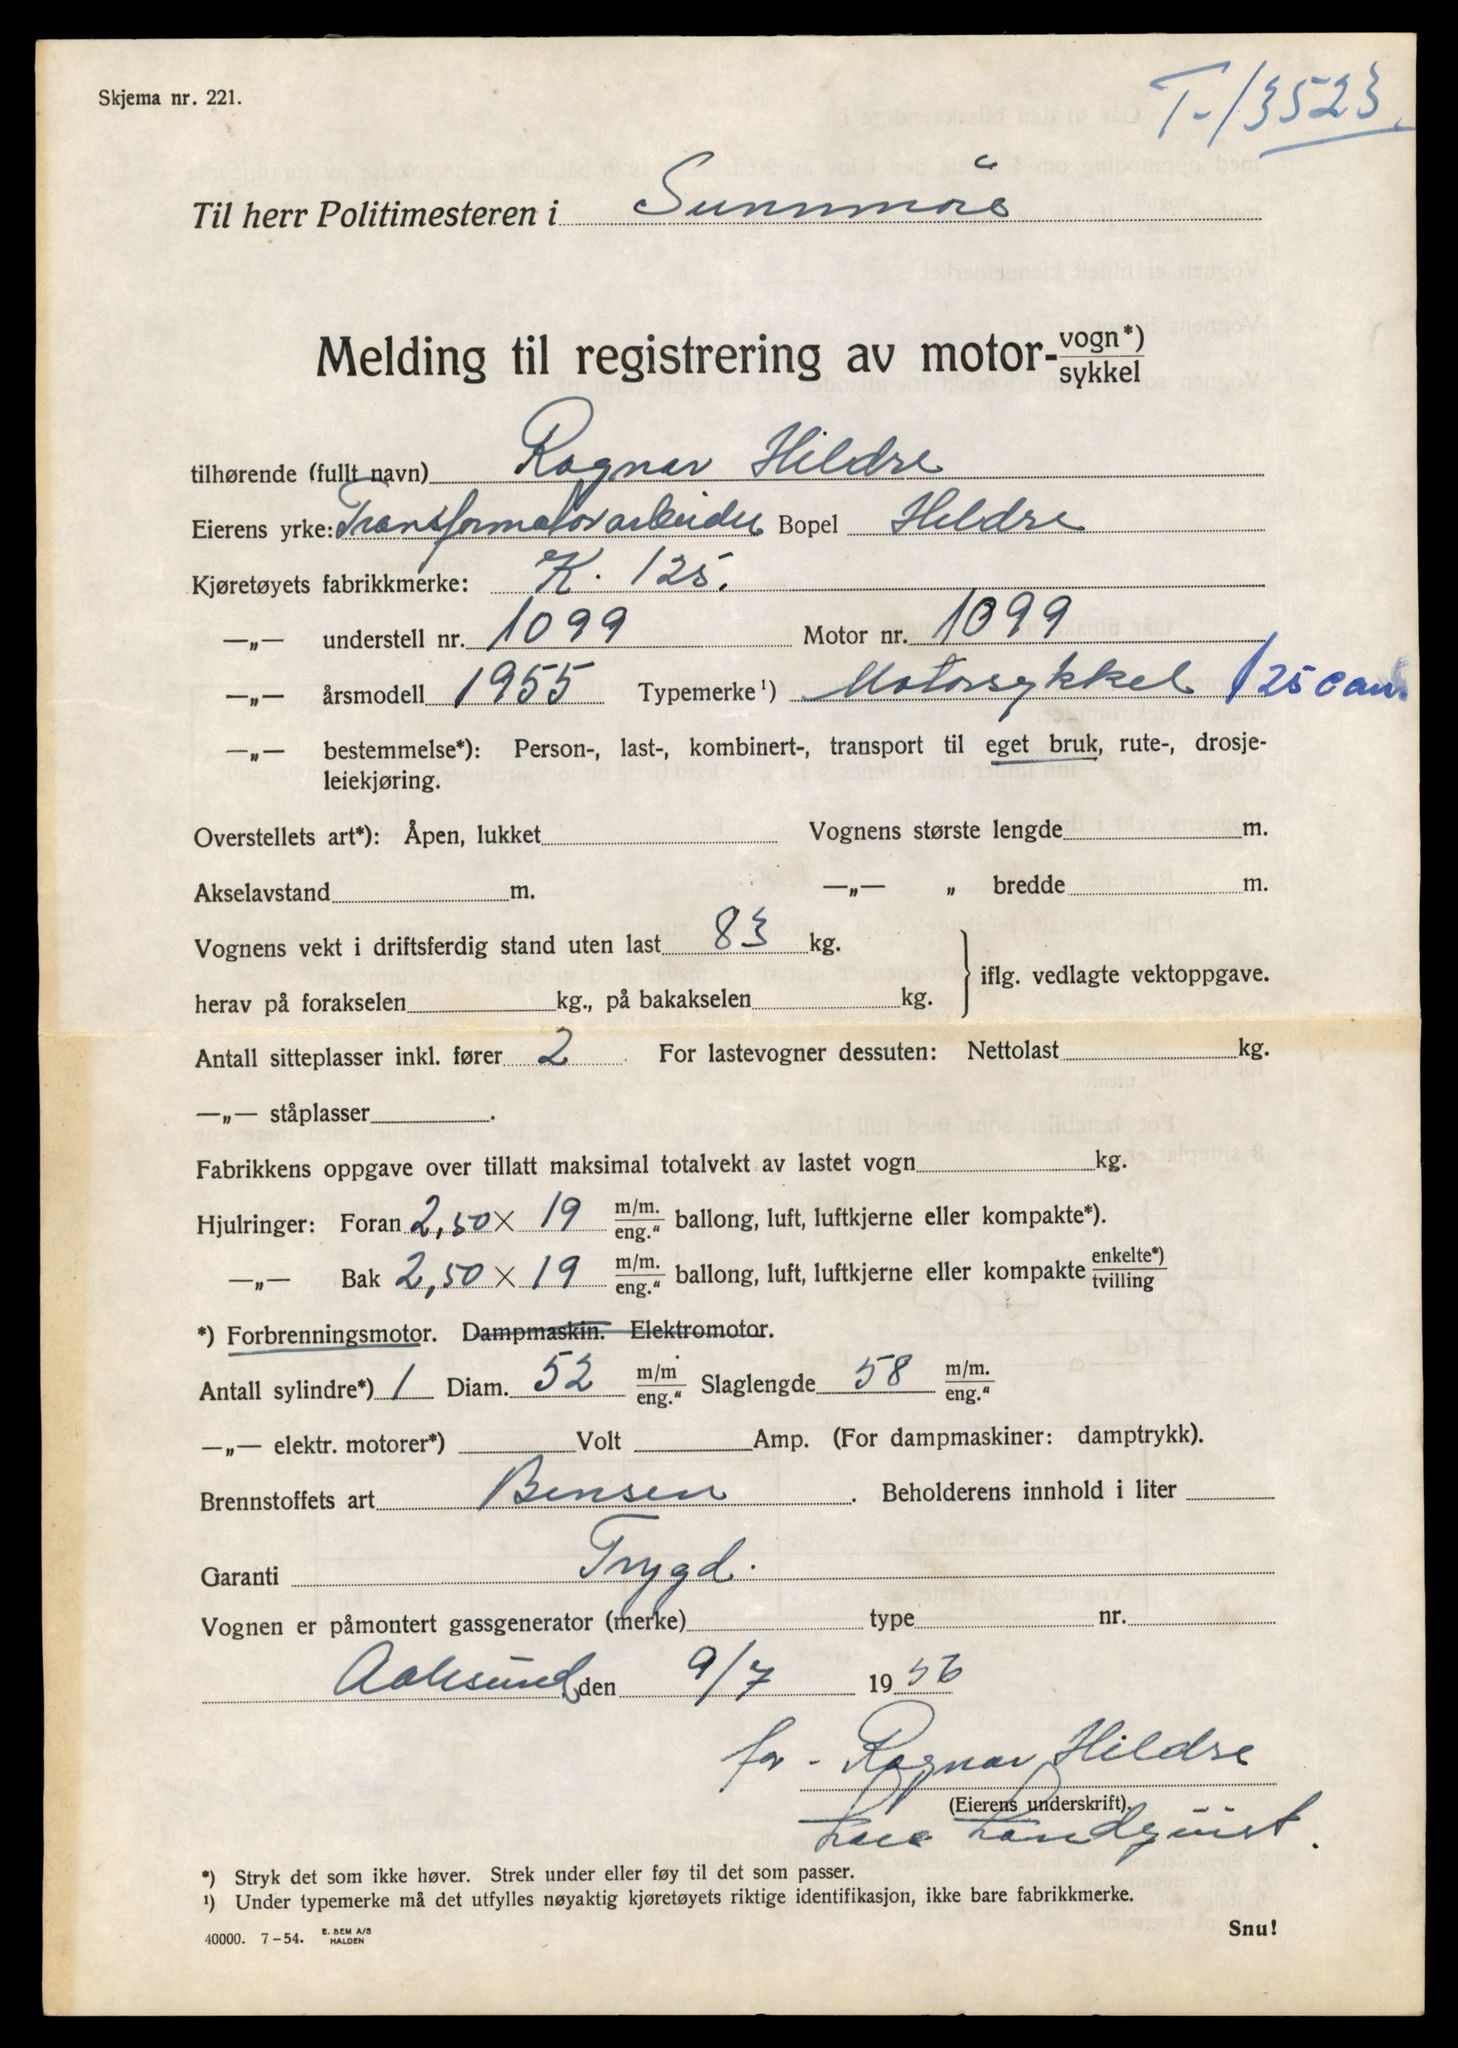 Skjema nr. 221.
T-13523.
Til herr Politimesteren i Sunnmöre
Melding til registrering av motor-vogn*) sykkel
tilhørende (fullt navn) Ragnar Hildre
Eierens yrke: Transformatorarbeider Bopel Hildre
Kjøretøyets fabrikkmerke: K. 125.
—„— understell nr. 1099 Motor nr. 1099
—„— årsmodell 1955 Typemerke¹) Motorsykkel 125 ccm
—„— bestemmelse*): Person-, last-, kombinert-, transport til eget bruk, rute-, drosje-
leiekjøring.
Overstellets art*): Åpen, lukket Vognens største lengde m.
Akselavstand m. —„— „ bredde m.
Vognens vekt i driftsferdig stand uten last 83 kg.
iflg. vedlagte vektoppgave.
herav på forakselen kg., på bakakselen kg.
Antall sitteplasser inkl. fører 2 For lastevogner dessuten: Nettolast kg.
—„— ståplasser .
Fabrikkens oppgave over tillatt maksimal totalvekt av lastet vogn kg.
Hjulringer: Foran 2,50 × 19 m/m. eng." ballong, luft, luftkjerne eller kompakte*).
—„— Bak 2,50 × 19 m/m. eng." ballong, luft, luftkjerne eller kompakte enkelte*) tvilling
*) Forbrenningsmotor. Dampmaskin. Elektromotor.
Antall sylindre*) 1 Diam. 52 m/m eng." Slaglengde 58 m/m. eng."
—„— elektr. motorer*) Volt Amp. (For dampmaskiner: damptrykk).
Brennstoffets art Bensen . Beholderens innhold i liter
Garanti Trygd.
Vognen er påmontert gassgenerator (merke) type nr.
Aalesund, den 9/7 1956
for - Ragnar Hildre
(Eierens underskrift).
Landquist.
*) Stryk det som ikke høver. Strek under eller føy til det som passer.
¹) Under typemerke må det utfylles nøyaktig kjøretøyets riktige identifikasjon, ikke bare fabrikkmerke.
40000. 7-54. E. SEM A/S HALDEN
Snu!